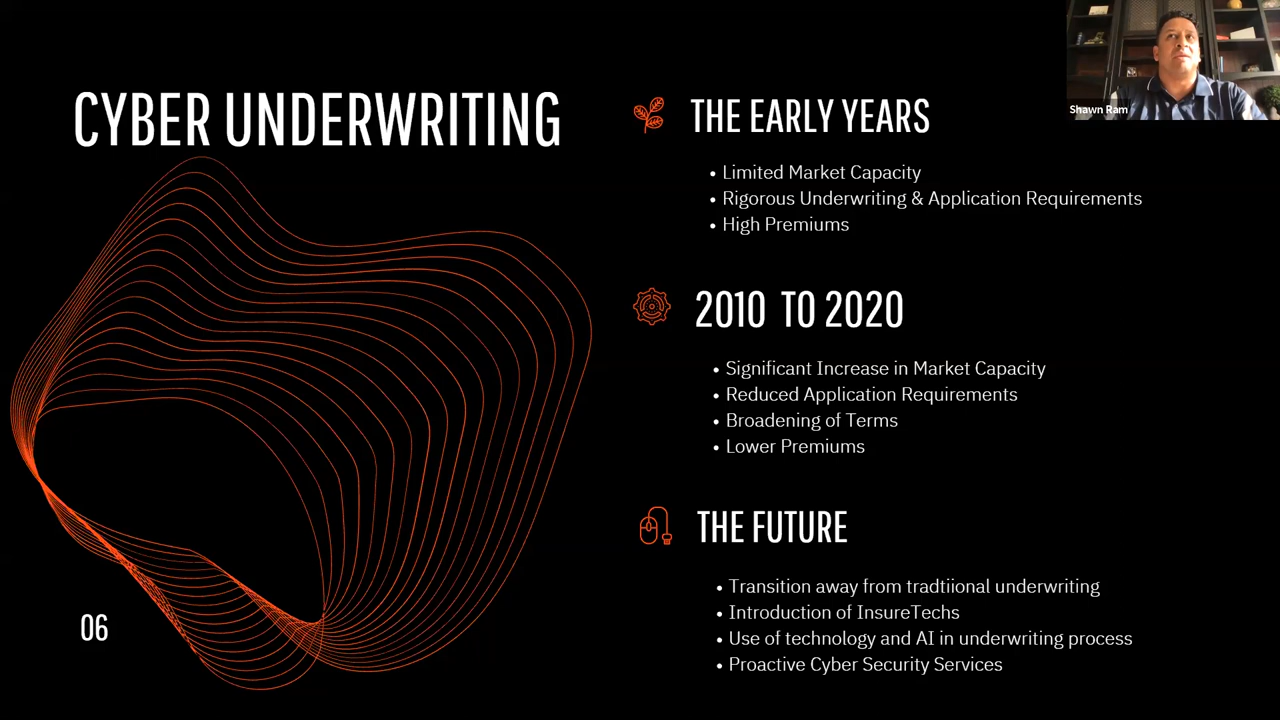 CYBER UNDERWRITING
THE EARLY YEARS
• Limited Market Capacity
• Rigorous Underwriting & Application Requirements
• High Premiums
2010 TO 2020
• Significant Increase in Market Capacity
• Reduced Application Requirements
• Broadening of Terms
• Lower Premiums
THE FUTURE
• Transition away from tradtiional underwriting
• Introduction of InsureTechs
• Use of technology and AI in underwriting process
• Proactive Cyber Security Services
06
Shawn Ram